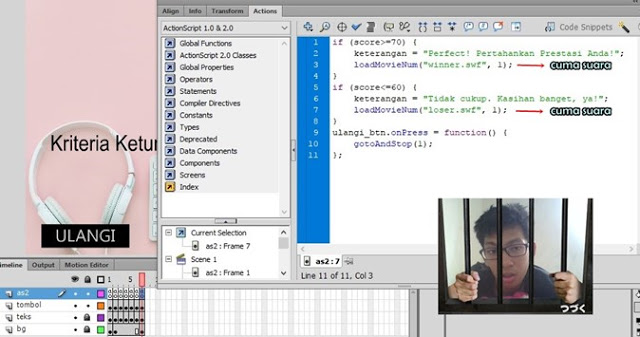 Align Info Transform Actions
ActionScript 1.0 & 2.0
Global Functions
ActionScript 2.0 Classes
Global Properties
Operators
Statements
Compiler Directives
Constants
Types
Deprecated
Data Components
Components
Screens
Index
Current Selection
as2 : Frame 7
Scene 1
as2 : Frame 1
Code Snippets
1 if (score>=70) {
2 keterangan = "Perfect! Pertahankan Prestasi Anda!";
3 loadMovieNum("winner.swf", 1); cuma suara
4 }
5 if (score<=60) {
6 keterangan = "Tidak cukup. Kasihan banget, ya!";
7 loadMovieNum("loser.swf", 1); cuma suara
8 }
9 ulangi_btn.onPress = function() {
10 gotoAndStop(1);
11 };
as2 : 7
Line 11 of 11, Col 3
Kriteria Ketun
ULANGI
Timeline Output Motion Editor
1 5
as2
tombol
teks
bg
つづく